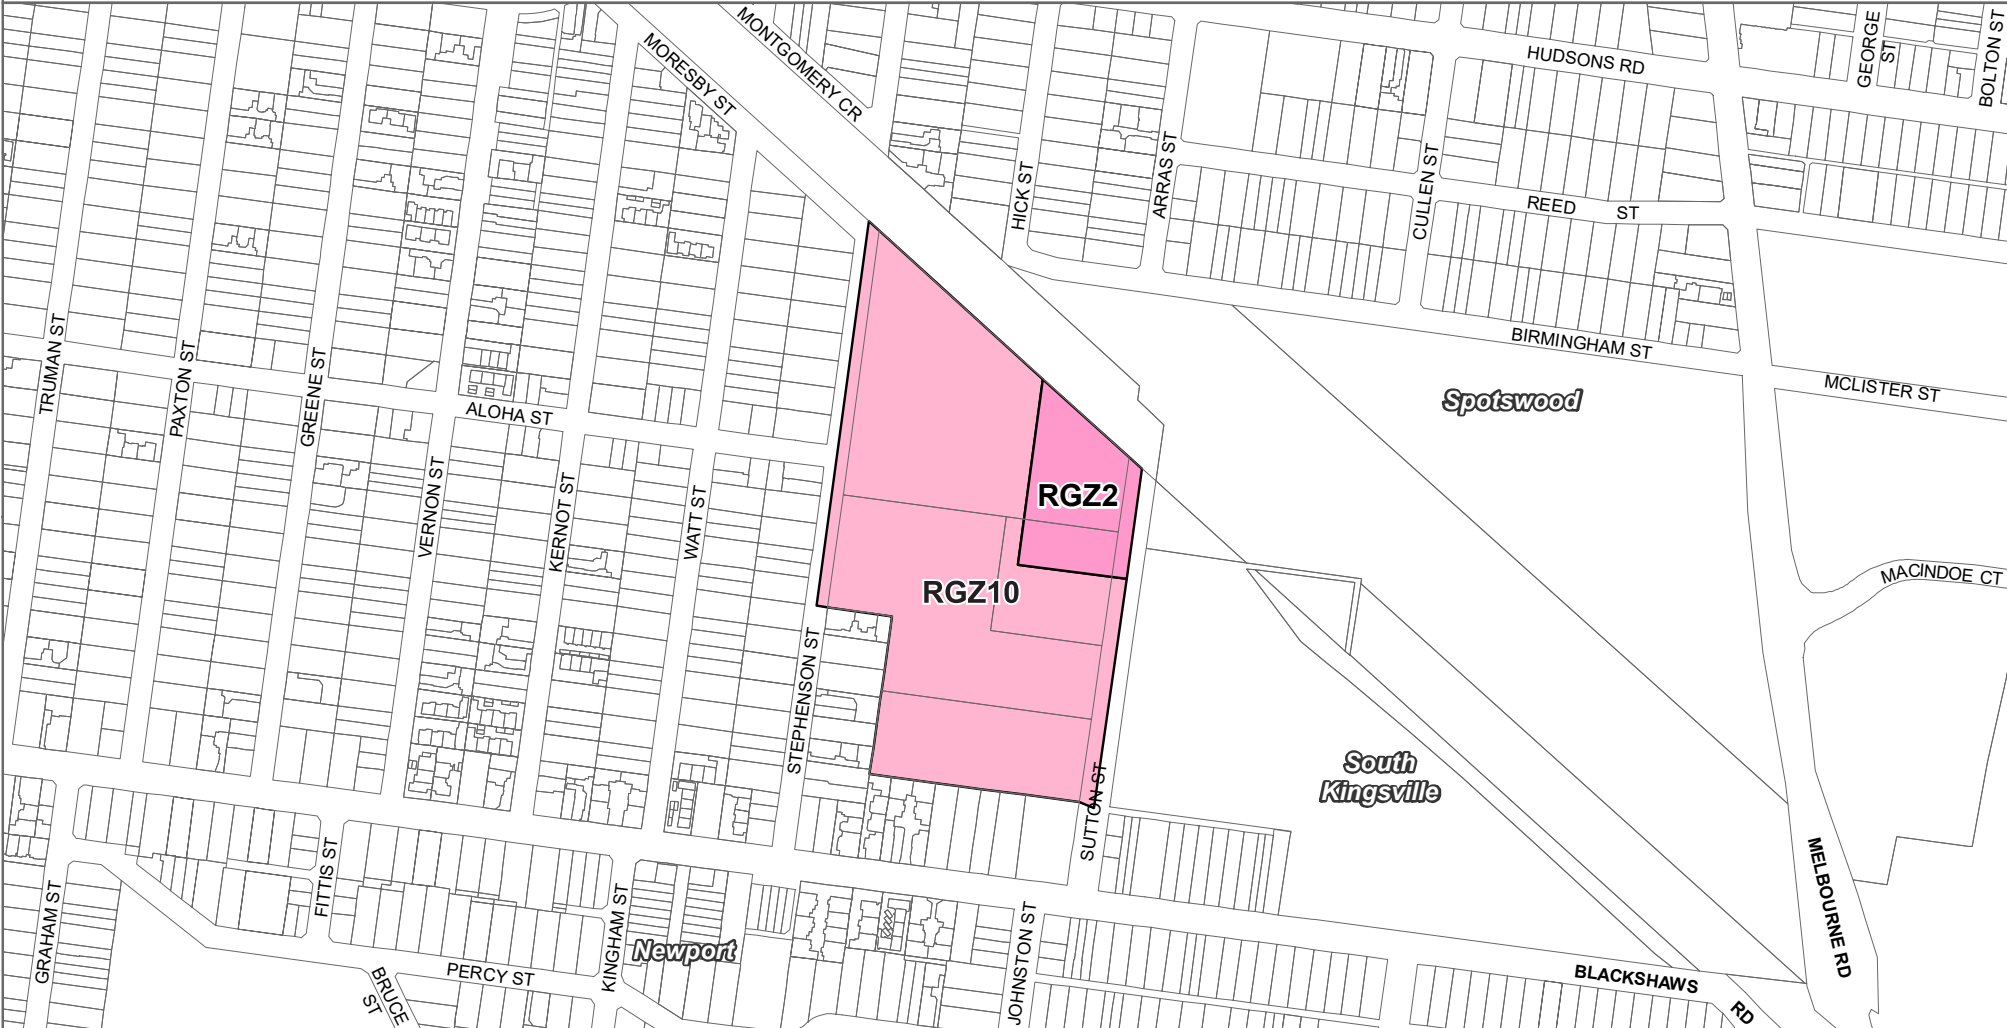 MONTGOMERY CR
MORESBY ST
HUDSONS RD
GEORGE
ST
BOLTON ST
HICK ST
ARRAS ST
CULLEN ST
REED ST
BIRMINGHAM ST
MCLISTER ST
Spotswood
TRUMAN ST
PAXTON ST
GREENE ST
ALOHA ST
VERNON ST
KERNOT ST
WATT ST
RGZ2
RGZ10
MACINDOE CT
STEPHENSON ST
SUTTON ST
South
Kingsville
MELBOURNE RD
FITTIS ST
GRAHAM ST
KINGHAM ST
Newport
JOHNSTON ST
PERCY ST
BRUCE
ST
BLACKSHAWS
RD